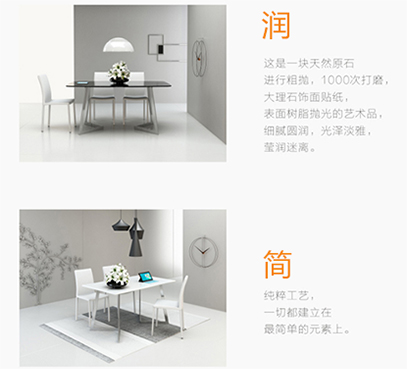 润
这是一块天然原石
进行粗抛，1000次打磨，
大理石饰面贴纸，
表面树脂抛光的艺术品，
细腻圆润，光泽淡雅，
莹润迷离。
简
纯粹工艺，
一切都建立在
最简单的元素上。